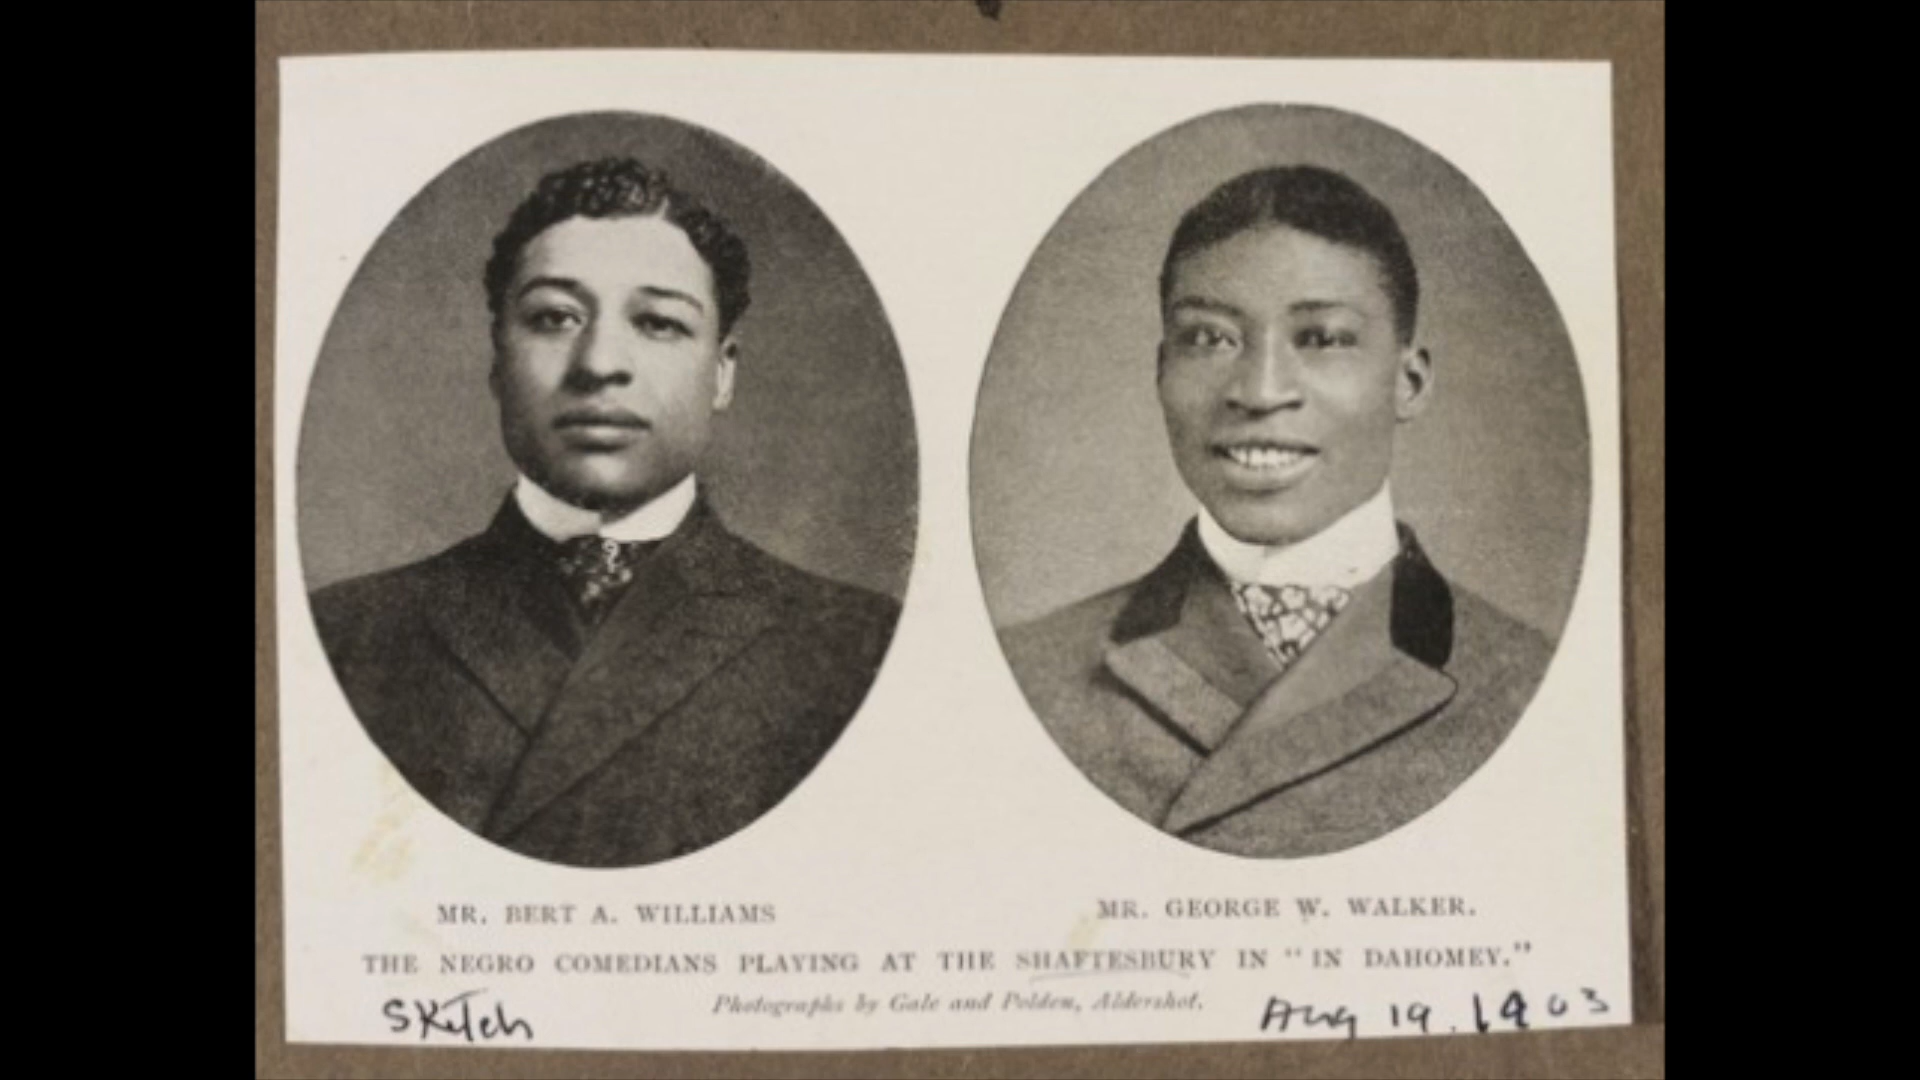 MR. BERT A. WILLIAMS
MR. GEORGE W. WALKER.
THE NEGRO COMEDIANS PLAYING AT THE SHAFTESBURY IN "IN DAHOMEY."
Photographs by Gale and Polden, Aldershot.
Sketch
Aug 19. 1903